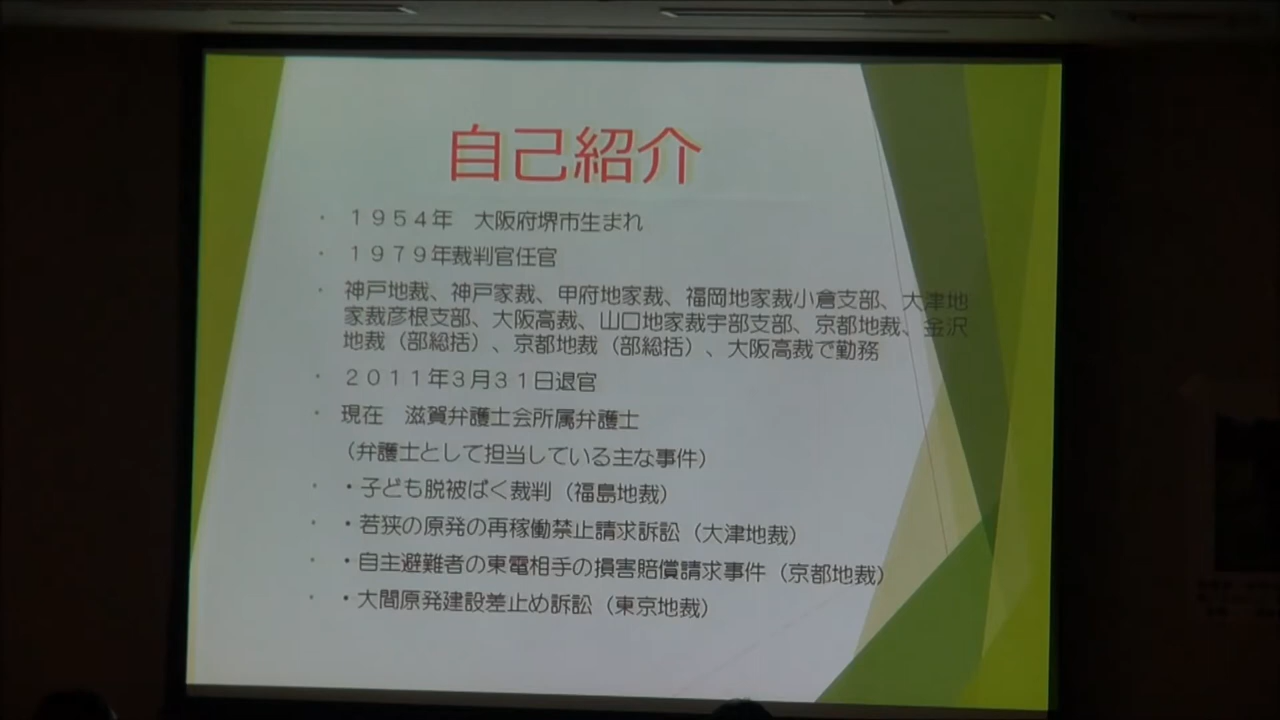 自己紹介
・ １９５４年　大阪府堺市生まれ
・ １９７９年裁判官任官
・ 神戸地裁、神戸家裁、甲府地家裁、福岡地家裁小倉支部、大津地
家裁彦根支部、大阪高裁、山口地家裁宇部支部、京都地裁、金沢
地裁（部総括）、京都地裁（部総括）、大阪高裁で勤務
・ ２０１１年３月３１日退官
・ 現在　滋賀弁護士会所属弁護士
（弁護士として担当している主な事件）
・ ・子ども脱被ばく裁判（福島地裁）
・ ・若狭の原発の再稼働禁止請求訴訟（大津地裁）
・ ・自主避難者の東電相手の損害賠償請求事件（京都地裁）
・ ・大間原発建設差止め訴訟（東京地裁）